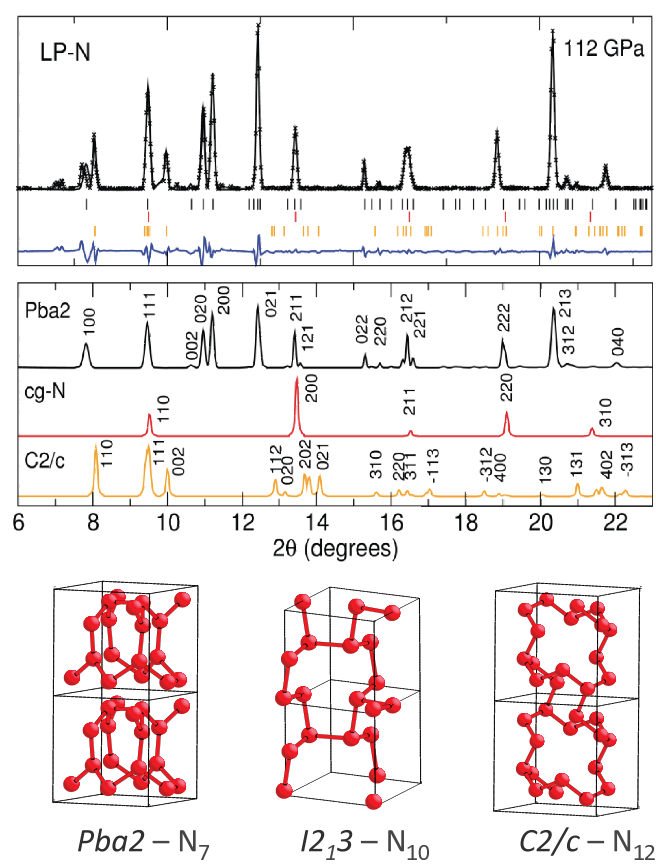 LP-N 112 GPa
Pba2 100 111 002 020 200 021 211 121 022 220 212 221 222 213 312 040
cg-N 110 200 211 220 310
C2/c 110 111 002 112 020 202 021 310 220 311 -113 -312 400 130 131 402 -313
6 8 10 12 14 16 18 20 22
2θ (degrees)
Pba2 – N7 I2₁3 – N10 C2/c – N12